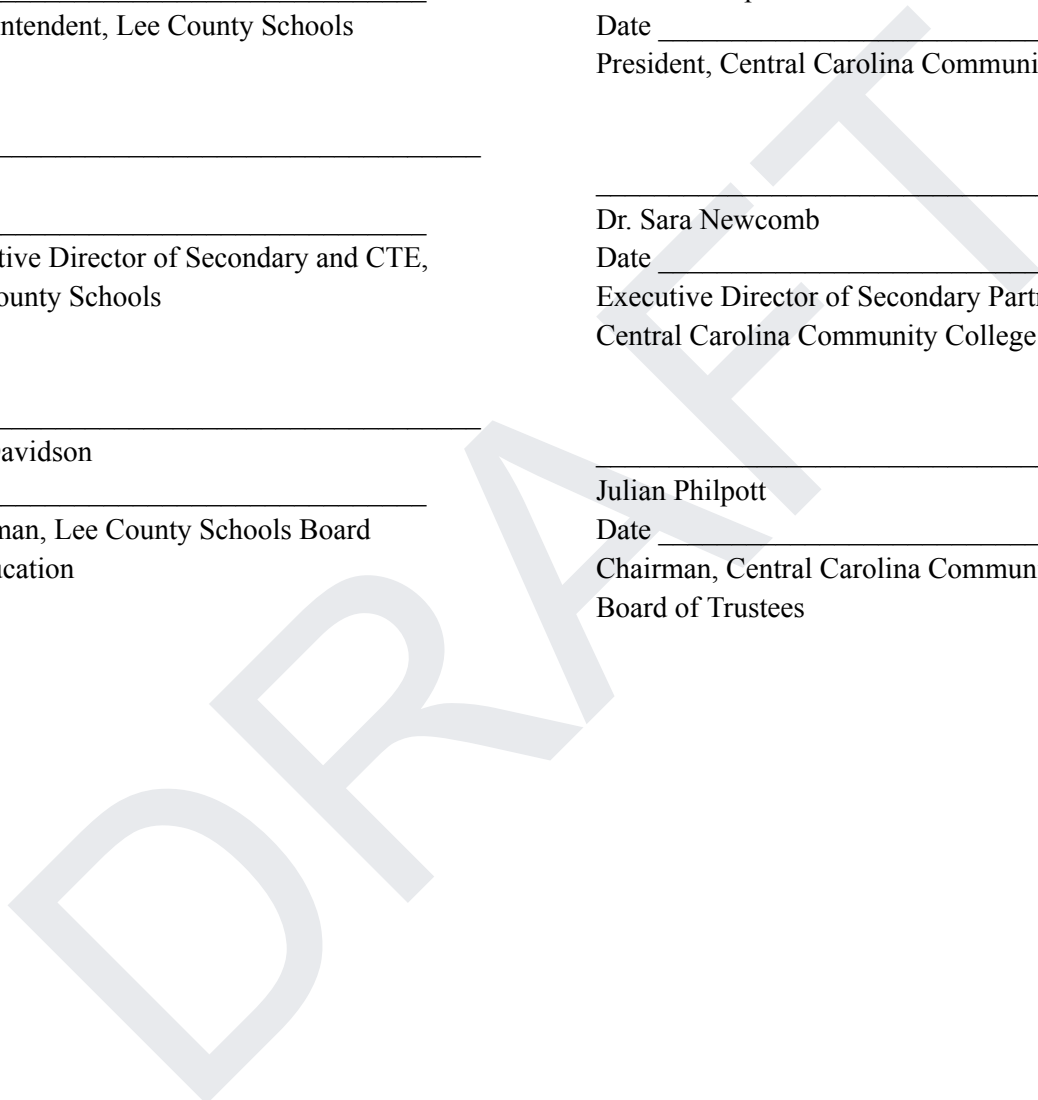 ntendent, Lee County Schools
tive Director of Secondary and CTE,
ounty Schools
avidson
man, Lee County Schools Board
cation
Date
President, Central Carolina Communi
Dr. Sara Newcomb
Date
Executive Director of Secondary Part
Central Carolina Community College
Julian Philpott
Date
Chairman, Central Carolina Commun
Board of Trustees
DRAFT